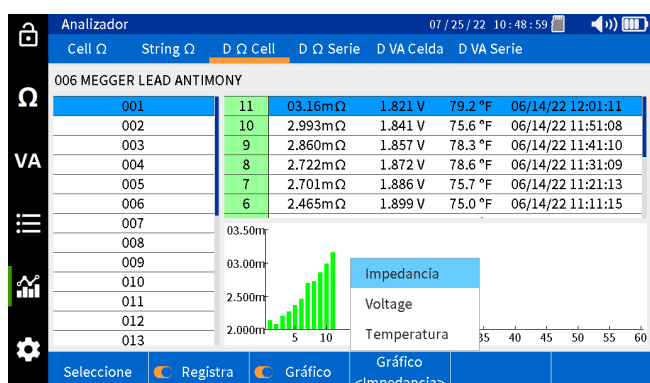 Analizador 07/25/22 10:48:59
Cell Ω String Ω D Ω Cell D Ω Serie D VA Celda D VA Serie
006 MEGGER LEAD ANTIMONY
Ω
VA
001
002
003
004
005
006
007
008
009
010
011
012
013
11 03.16mΩ 1.821 V 79.2 °F 06/14/22 12:01:11
10 2.993mΩ 1.841 V 75.6 °F 06/14/22 11:51:08
9 2.860mΩ 1.857 V 78.3 °F 06/14/22 11:41:10
8 2.722mΩ 1.872 V 78.6 °F 06/14/22 11:31:09
7 2.701mΩ 1.886 V 75.7 °F 06/14/22 11:21:13
6 2.465mΩ 1.899 V 75.0 °F 06/14/22 11:11:15
03.50m
03.00m
2.500m
2.000m
5 10 35 40 45 50 55 60
Impedancia
Voltage
Temperatura
Seleccione Registra Gráfico Gráfico
<Impedancia>